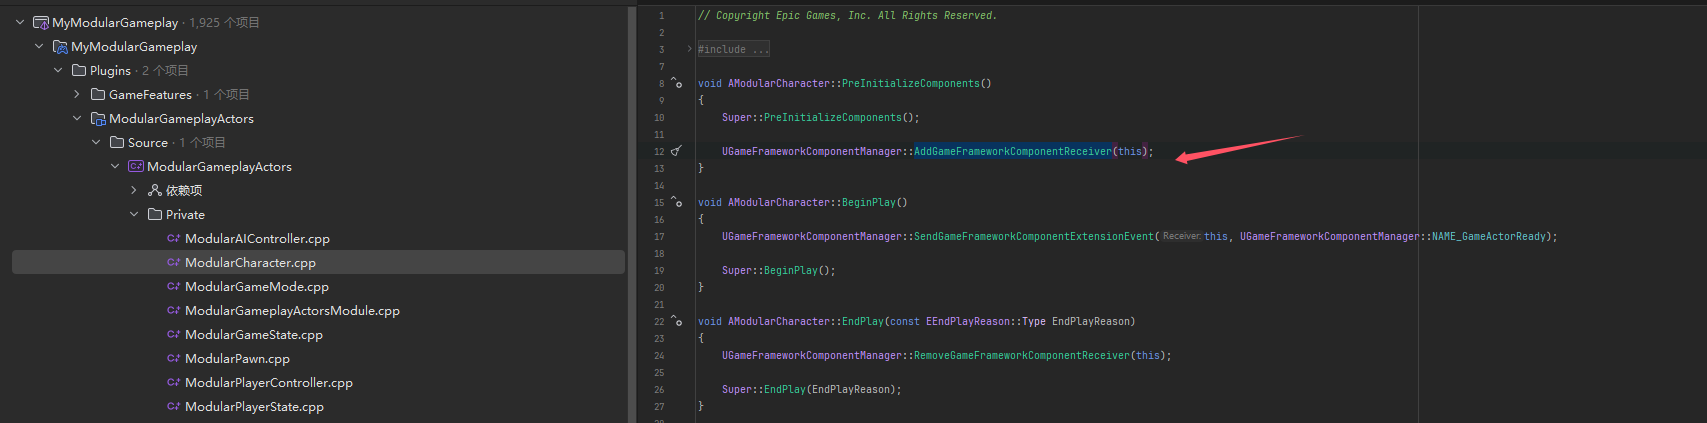 MyModularGameplay · 1,925 个项目
MyModularGameplay
Plugins · 2 个项目
GameFeatures · 1 个项目
ModularGameplayActors
Source · 1 个项目
ModularGameplayActors
依赖项
Private
ModularAIController.cpp
ModularCharacter.cpp
ModularGameMode.cpp
ModularGameplayActorsModule.cpp
ModularGameState.cpp
ModularPawn.cpp
ModularPlayerController.cpp
ModularPlayerState.cpp
1 // Copyright Epic Games, Inc. All Rights Reserved.
2
3 #include ...
7
8 void AModularCharacter::PreInitializeComponents()
9 {
10 Super::PreInitializeComponents();
11
12 UGameFrameworkComponentManager::AddGameFrameworkComponentReceiver(this);
13 }
14
15 void AModularCharacter::BeginPlay()
16 {
17 UGameFrameworkComponentManager::SendGameFrameworkComponentExtensionEvent( Receiver: this, UGameFrameworkComponentManager::NAME_GameActorReady);
18
19 Super::BeginPlay();
20 }
21
22 void AModularCharacter::EndPlay(const EEndPlayReason::Type EndPlayReason)
23 {
24 UGameFrameworkComponentManager::RemoveGameFrameworkComponentReceiver(this);
25
26 Super::EndPlay(EndPlayReason);
27 }